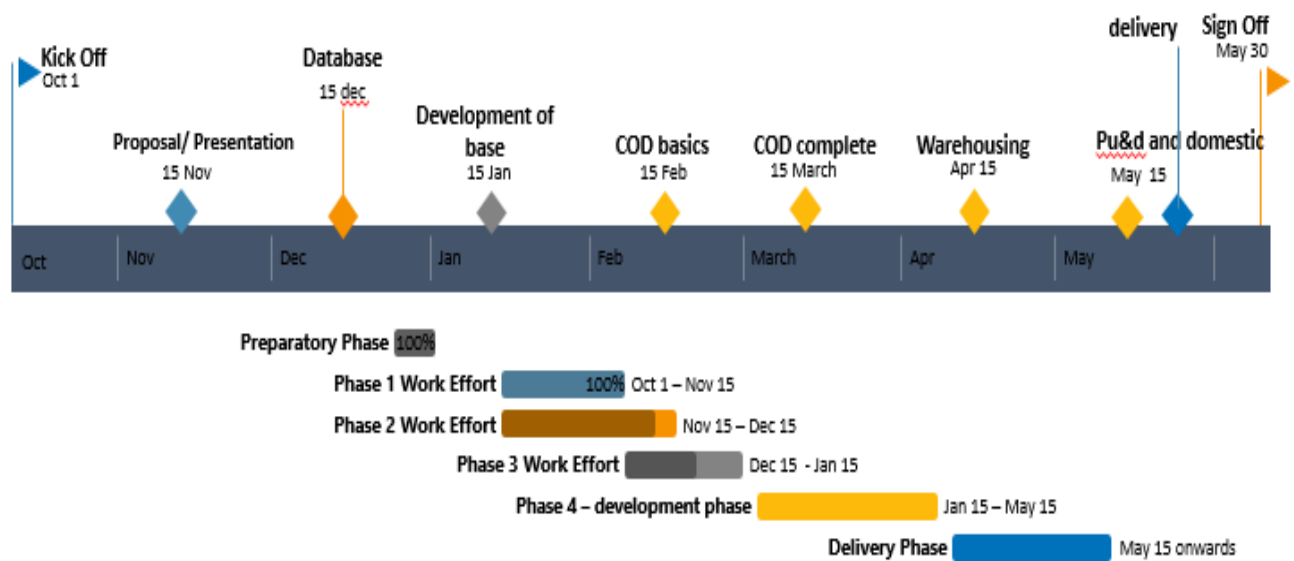 Kick Off
Oct 1
Proposal/ Presentation
15 Nov
Database
15 dec
Development of
base
15 Jan
COD basics
15 Feb
COD complete
15 March
Warehousing
Apr 15
Pu&d and domestic
May 15
delivery
Sign Off
May 30
Oct Nov Dec Jan Feb March Apr May
Preparatory Phase 100%
Phase 1 Work Effort 100% Oct 1 – Nov 15
Phase 2 Work Effort Nov 15 – Dec 15
Phase 3 Work Effort Dec 15 - Jan 15
Phase 4 – development phase Jan 15 – May 15
Delivery Phase May 15 onwards